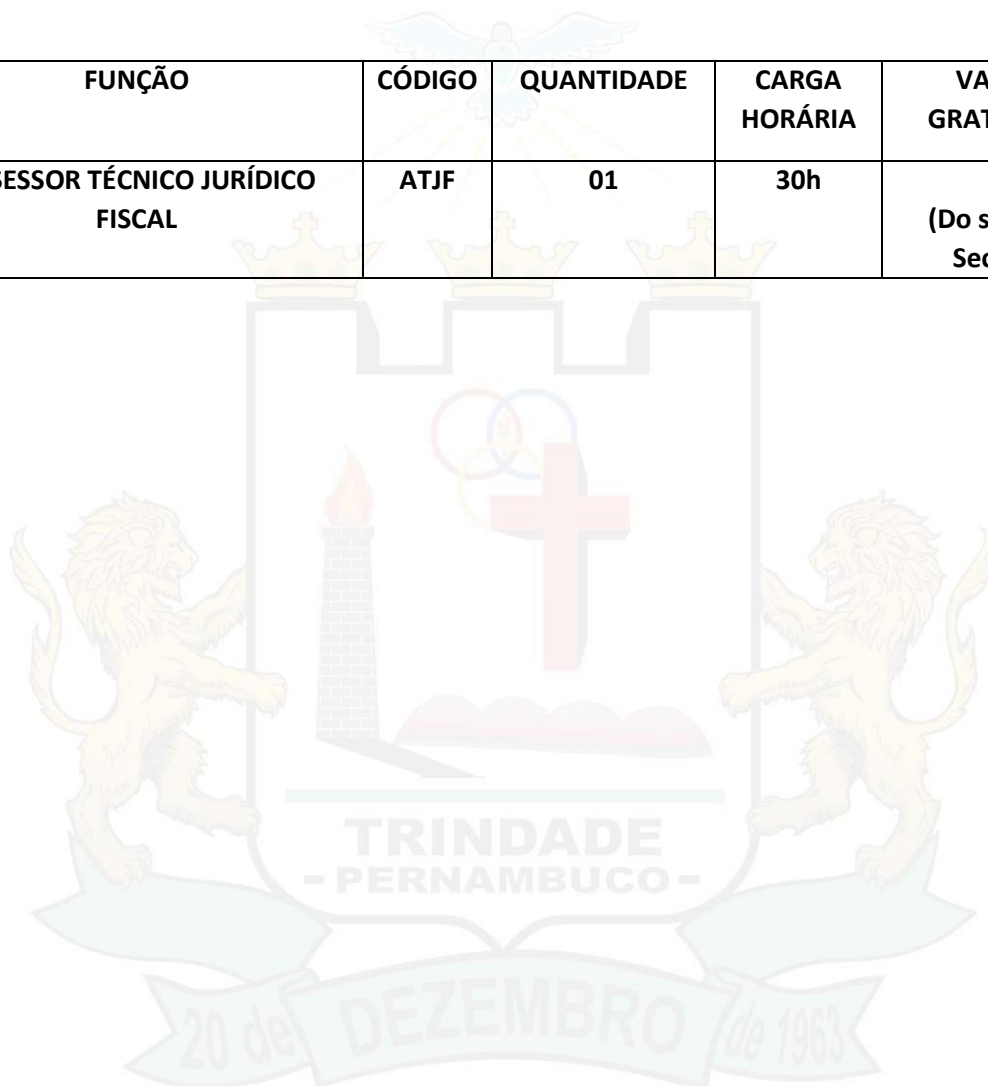 FUNÇÃO CÓDIGO QUANTIDADE CARGA VA
HORÁRIA GRAT
SESSOR TÉCNICO JURÍDICO ATJF 01 30h
FISCAL (Do s
Sec
TRINDADE
- PERNAMBUCO -
20 de DEZEMBRO de 1963